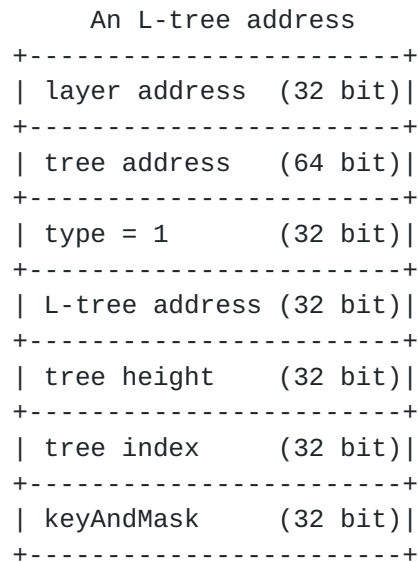 An L-tree address
+------------------------+
| layer address  (32 bit)|
+------------------------+
| tree address   (64 bit)|
+------------------------+
| type = 1       (32 bit)|
+------------------------+
| L-tree address (32 bit)|
+------------------------+
| tree height    (32 bit)|
+------------------------+
| tree index     (32 bit)|
+------------------------+
| keyAndMask     (32 bit)|
+------------------------+